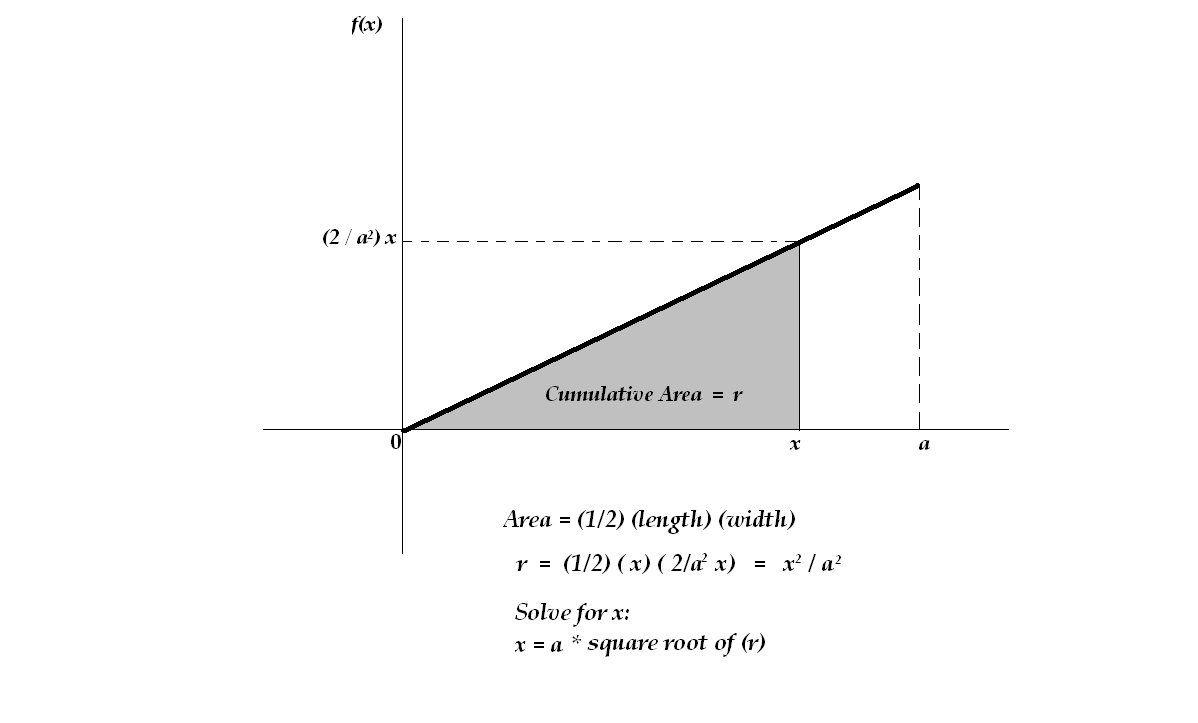 f(x)
(2 / a²) x
Cumulative Area = r
0
x
a
Area = (1/2) (length) (width)
r = (1/2) ( x) ( 2/a² x) = x² / a²
Solve for x:
x = a * square root of (r)